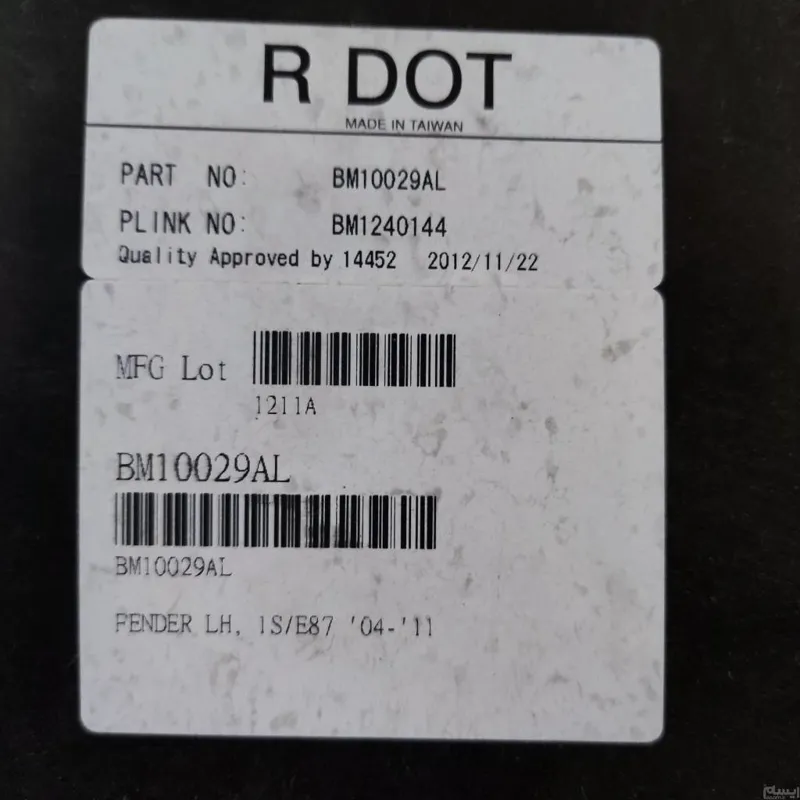 R DOT
MADE IN TAIWAN
PART NO: BM10029AL
PLINK NO: BM1240144
Quality Approved by 14452 2012/11/22
MFG Lot
1211A
BM10029AL
BM10029AL
FENDER LH, 1S/E87 '04-'11
ایسام